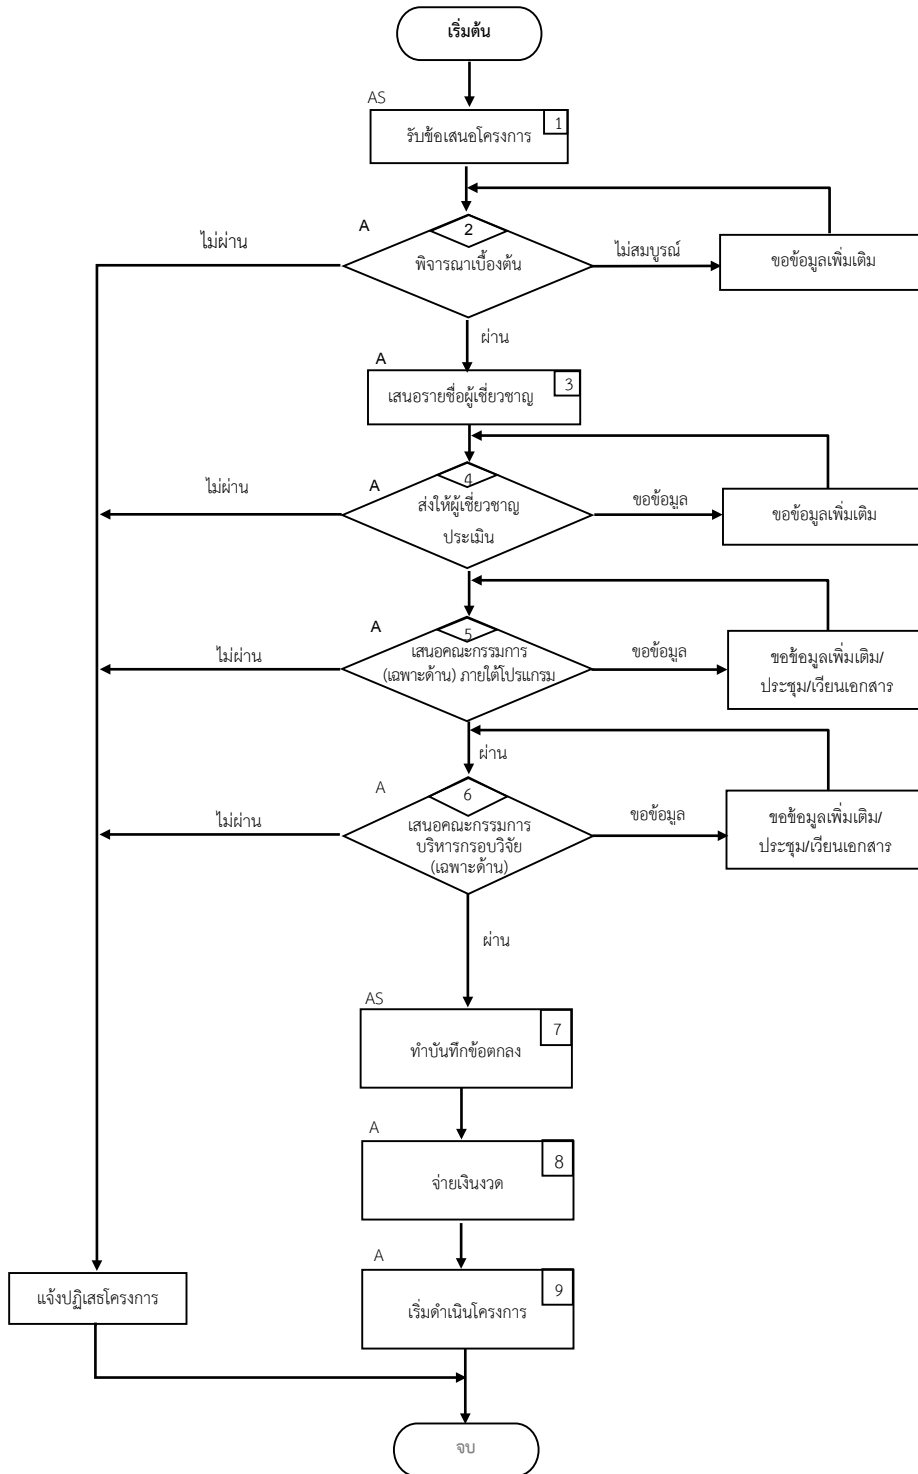 เริ่มต้น
AS
1
รับข้อเสนอโครงการ
A
2
พิจารณาเบื้องต้น
ไม่ผ่าน
ไม่สมบูรณ์
ขอข้อมูลเพิ่มเติม
ผ่าน
A
3
เสนอรายชื่อผู้เชี่ยวชาญ
A
4
ส่งให้ผู้เชี่ยวชาญ
ประเมิน
ไม่ผ่าน
ขอข้อมูล
ขอข้อมูลเพิ่มเติม
A
5
เสนอคณะกรรมการ
(เฉพาะด้าน) ภายใต้โปรแกรม
ไม่ผ่าน
ขอข้อมูล
ขอข้อมูลเพิ่มเติม/
ประชุม/เวียนเอกสาร
ผ่าน
A
6
เสนอคณะกรรมการ
บริหารกรอบวิจัย
(เฉพาะด้าน)
ไม่ผ่าน
ขอข้อมูล
ขอข้อมูลเพิ่มเติม/
ประชุม/เวียนเอกสาร
ผ่าน
AS
7
ทำบันทึกข้อตกลง
A
8
จ่ายเงินงวด
A
9
เริ่มดำเนินโครงการ
แจ้งปฏิเสธโครงการ
จบ